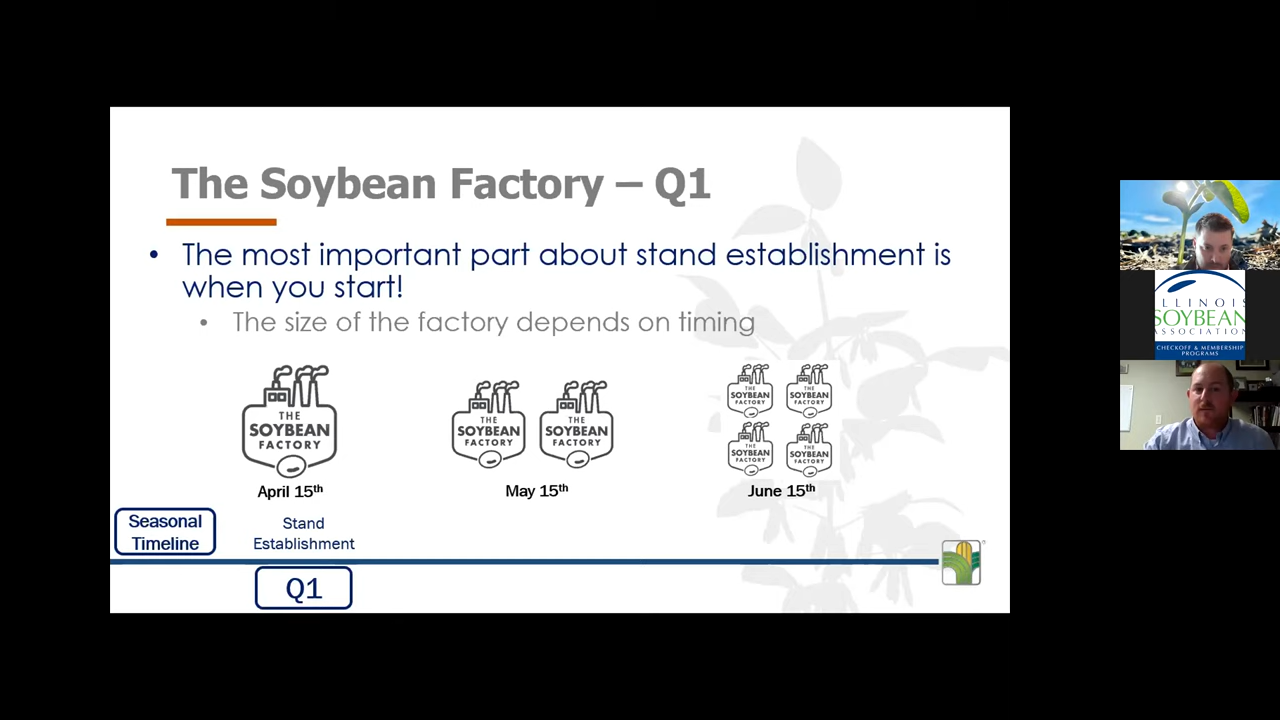 The Soybean Factory – Q1
• The most important part about stand establishment is
when you start!
• The size of the factory depends on timing
THE
SOYBEAN
FACTORY
April 15th
THE
SOYBEAN
FACTORY
THE
SOYBEAN
FACTORY
May 15th
THE
SOYBEAN
FACTORY
THE
SOYBEAN
FACTORY
THE
SOYBEAN
FACTORY
THE
SOYBEAN
FACTORY
June 15th
Seasonal
Timeline
Stand
Establishment
Q1
ILLINOIS
SOYBEAN
ASSOCIATION
CHECKOFF & MEMBERSHIP
PROGRAMS